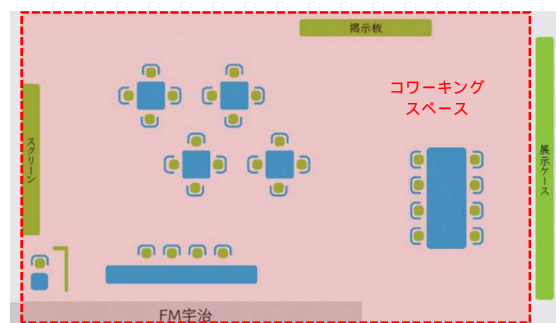 掲示板
コワーキング
スペース
スクリーン
展示ケース
FM宇治